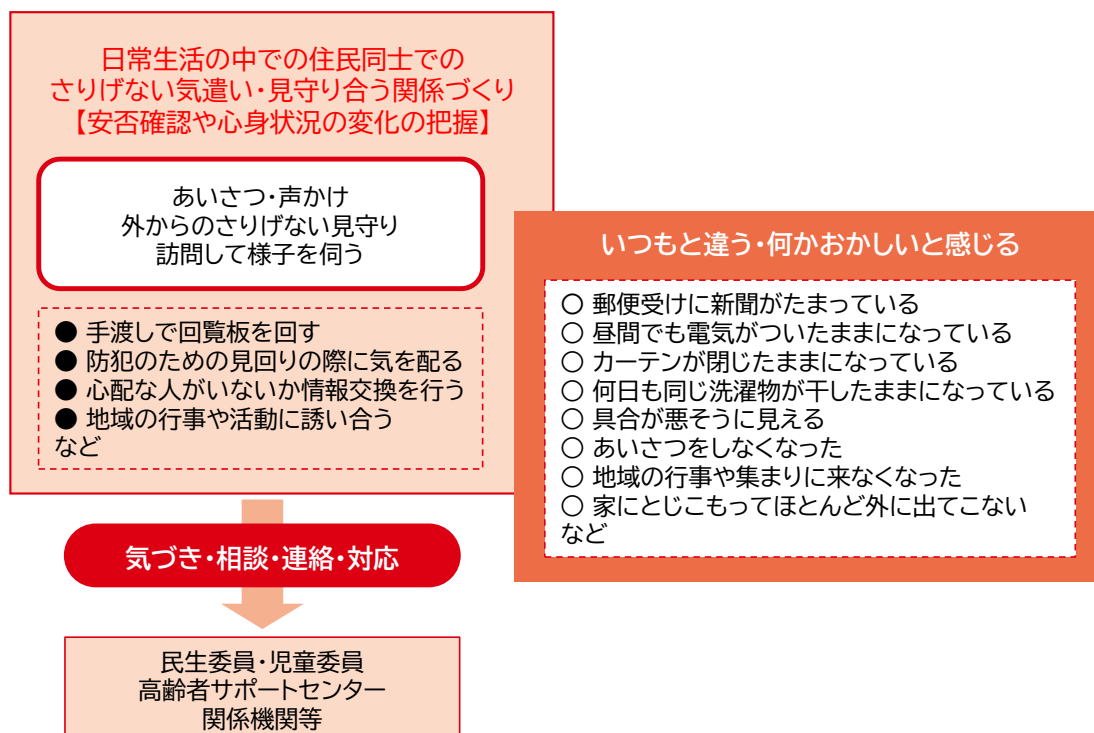 日常生活の中での住民同士での
さりげない気遣い・見守り合う関係づくり
【安否確認や心身状況の変化の把握】
あいさつ・声かけ
外からのさりげない見守り
訪問して様子を伺う
● 手渡しで回覧板を回す
● 防犯のための見回りの際に気を配る
● 心配な人がいないか情報交換を行う
● 地域の行事や活動に誘い合う
など
いつもと違う・何かおかしいと感じる
○ 郵便受けに新聞がたまっている
○ 昼間でも電気がついたままになっている
○ カーテンが閉じたままになっている
○ 何日も同じ洗濯物が干したままになっている
○ 具合が悪そうに見える
○ あいさつをしなくなった
○ 地域の行事や集まりに来なくなった
○ 家にとじこもってほとんど外に出てこない
など
気づき・相談・連絡・対応
民生委員・児童委員
高齢者サポートセンター
関係機関等